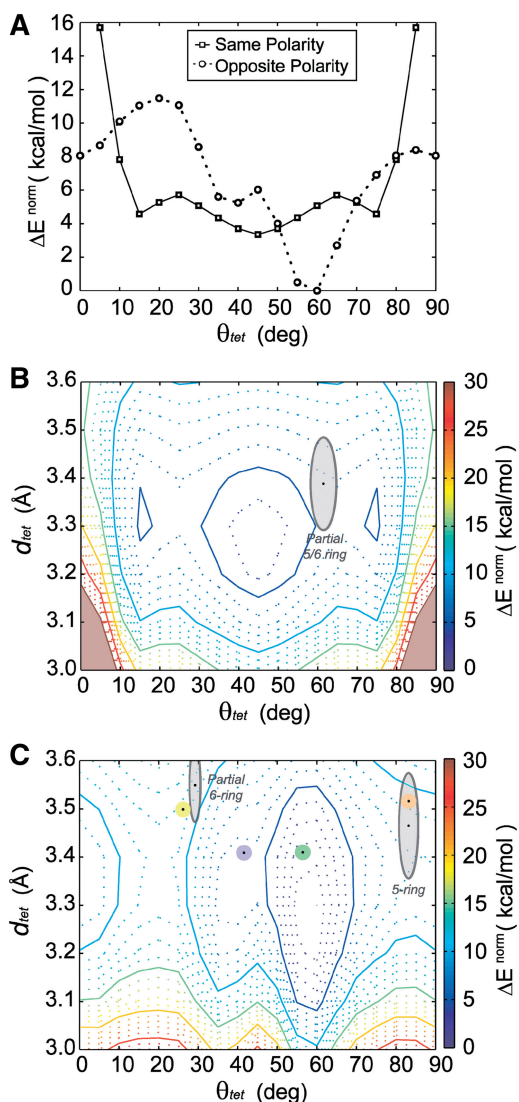 A
16
14
12
10
8
6
4
2
0
ΔE norm ( kcal/mol)
Same Polarity
Opposite Polarity
0 10 20 30 40 50 60 70 80 90
θtet (deg)
B
3.6
3.5
3.4
3.3
3.2
3.1
3.0
dtet (Å)
Partial
5/6 ring
0 10 20 30 40 50 60 70 80 90
θtet (deg)
30
25
20
15
10
5
0
ΔE norm ( kcal/mol)
C
3.6
3.5
3.4
3.3
3.2
3.1
3.0
dtet (Å)
Partial
6-ring
5-ring
0 10 20 30 40 50 60 70 80 90
θtet (deg)
30
25
20
15
10
5
0
ΔE norm ( kcal/mol)